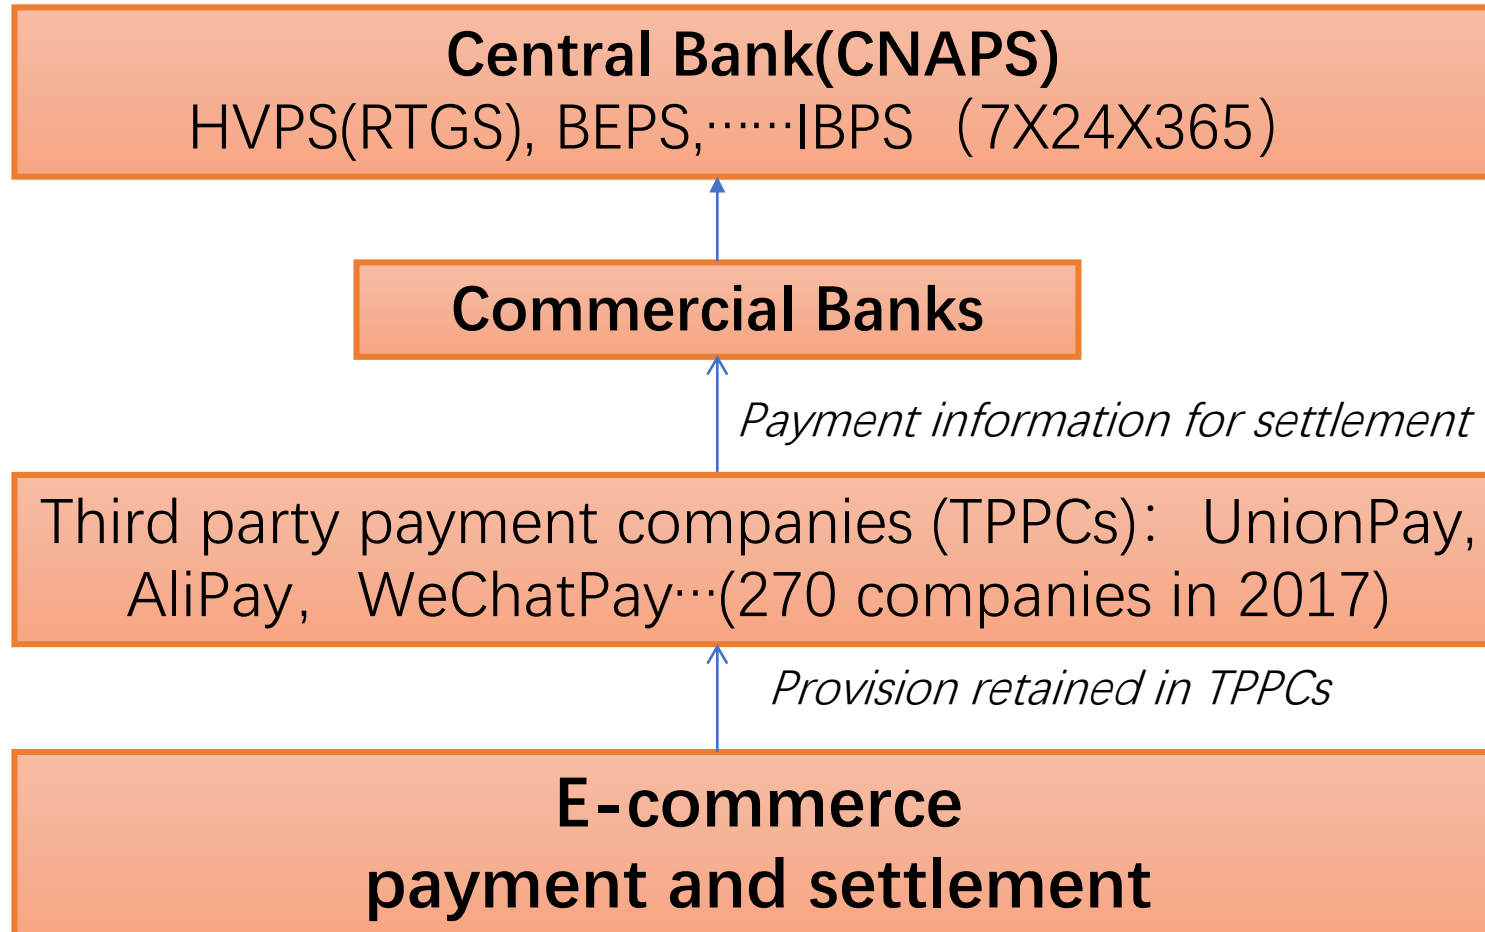 Central Bank(CNAPS)
HVPS(RTGS), BEPS,……IBPS（7X24X365）
Commercial Banks
Payment information for settlement
Third party payment companies (TPPCs)： UnionPay,
AliPay， WeChatPay…(270 companies in 2017)
Provision retained in TPPCs
E-commerce
payment and settlement